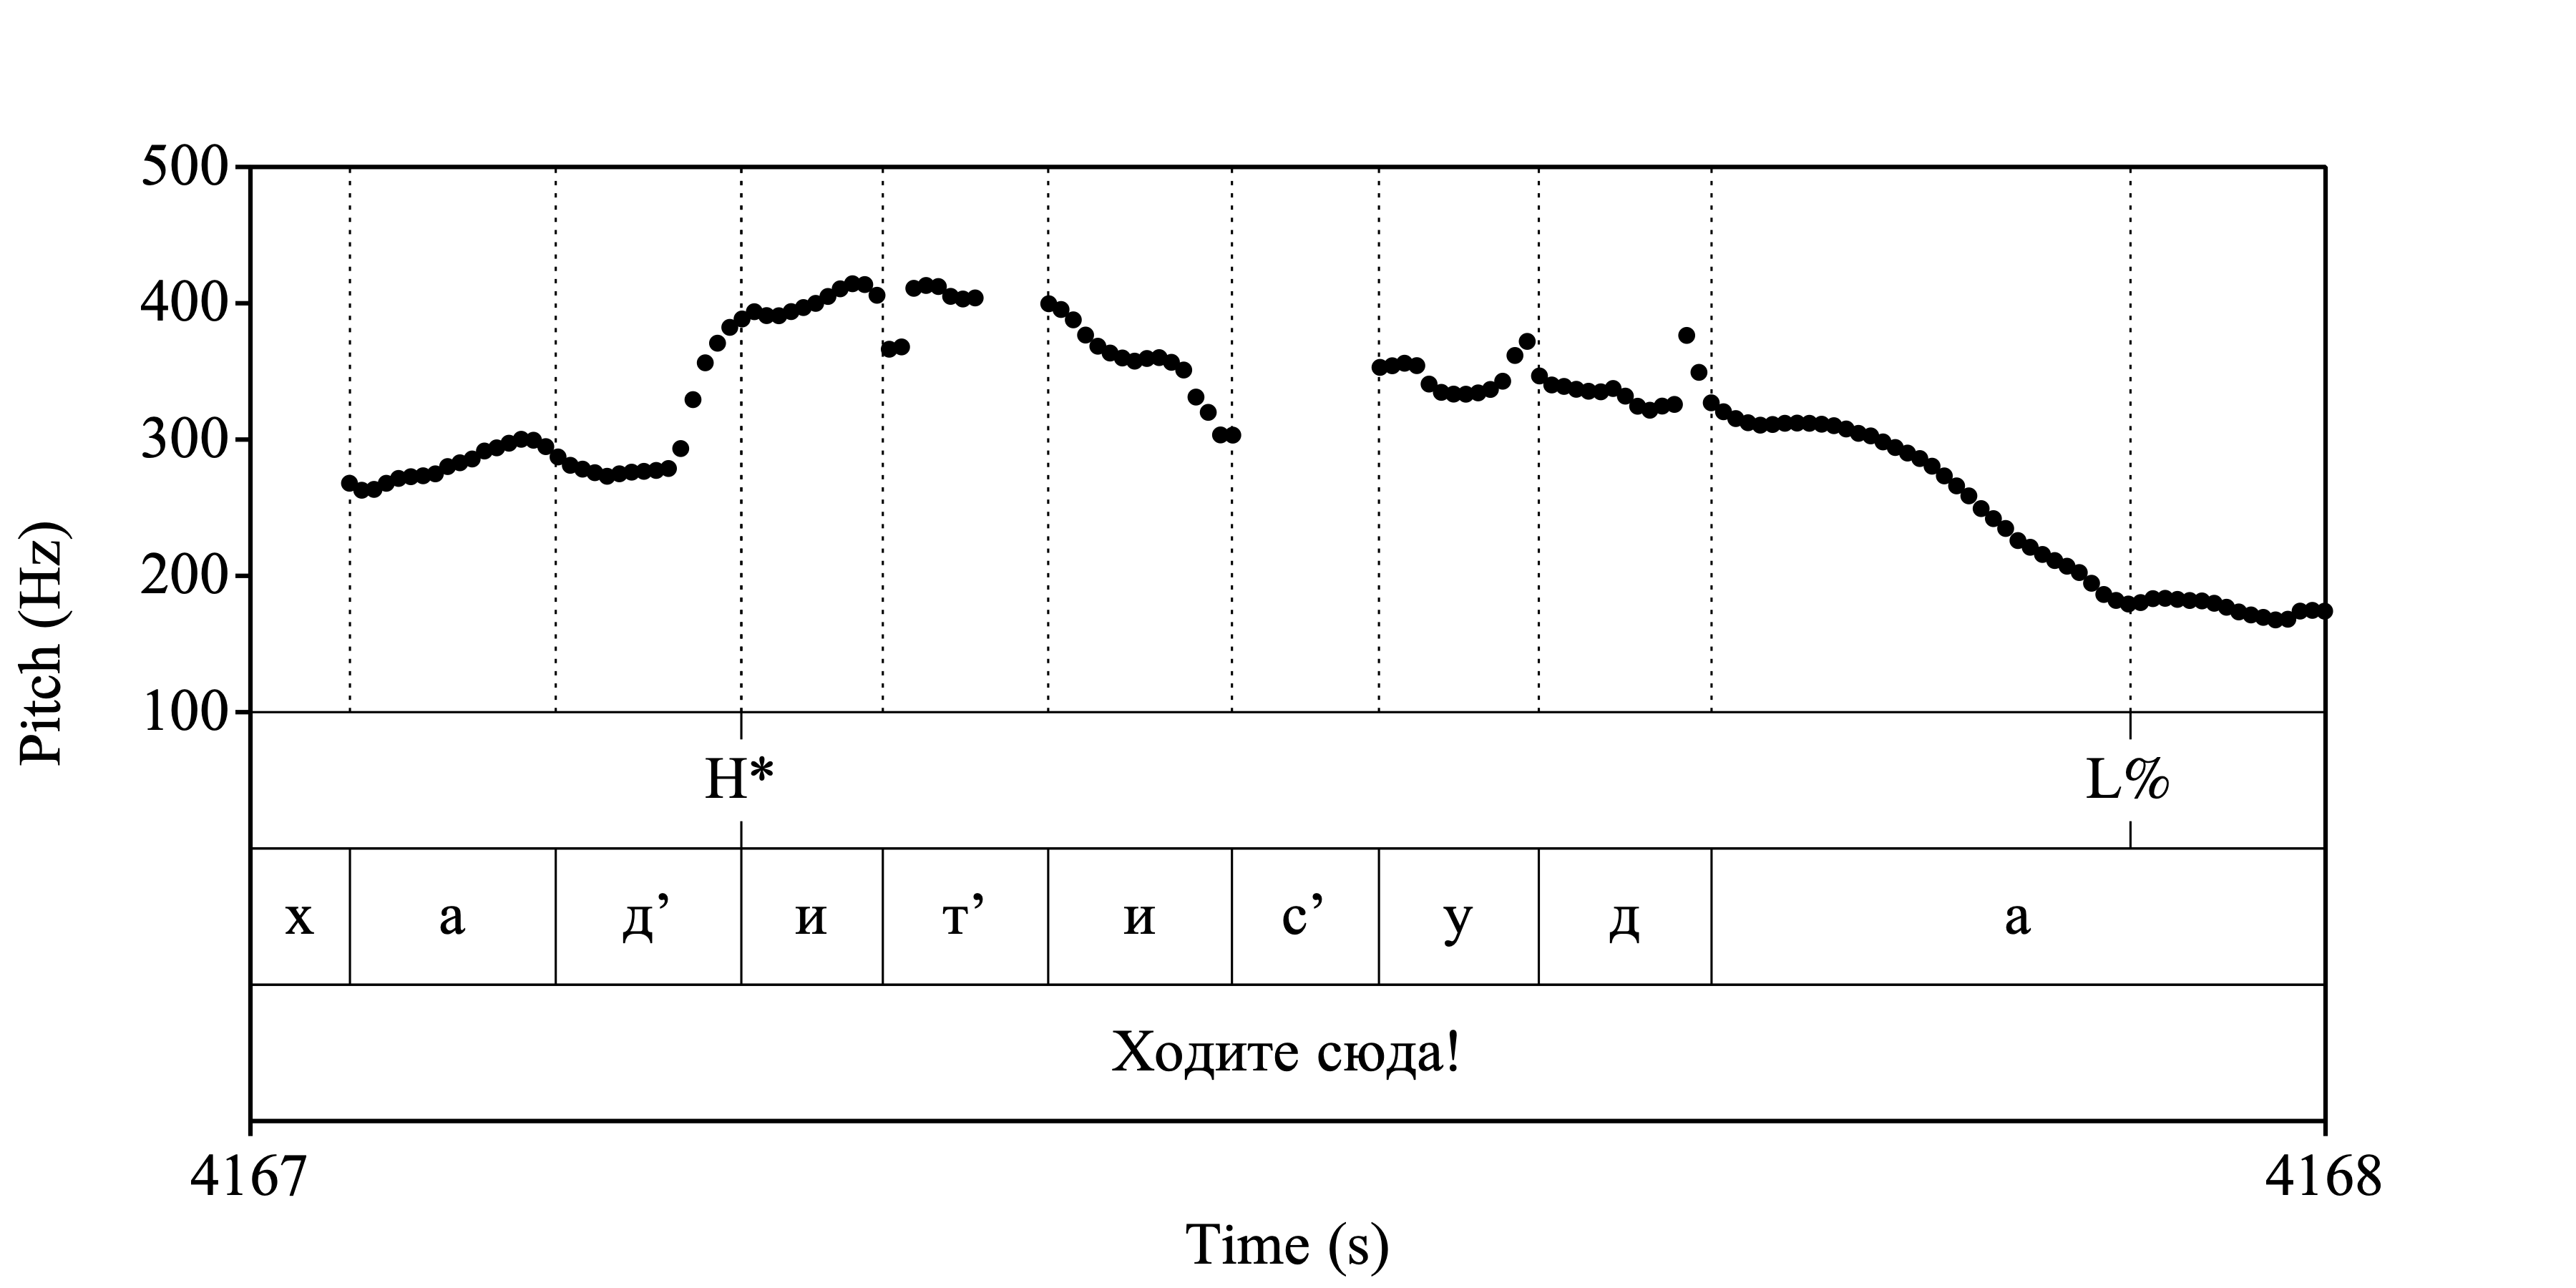 500
400
300
200
100
Pitch (Hz)
H* L%
х а д’ и т’ и с’ у д а
Ходите сюда!
4167 4168
Time (s)